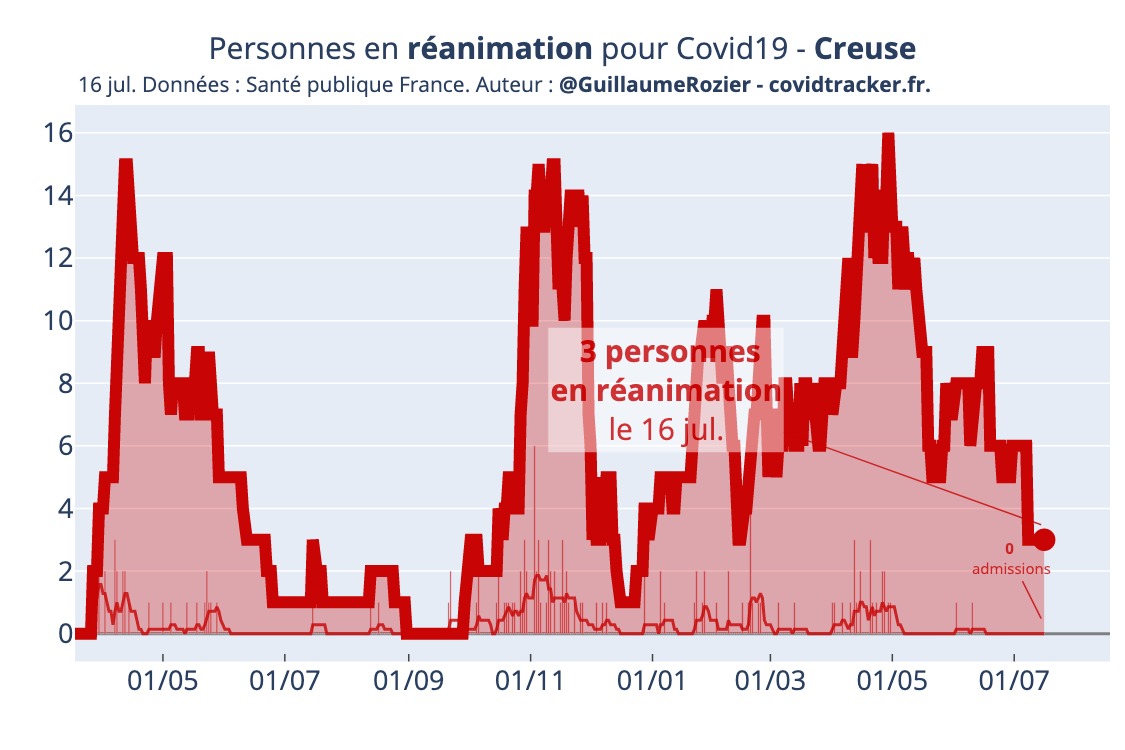 Personnes en réanimation pour Covid19 - Creuse
16 jul. Données : Santé publique France. Auteur : @GuillaumeRozier - covidtracker.fr.
16
14
12
10
8
6
4
2
0
3 personnes
en réanimation
le 16 jul.
0
admissions
01/05 01/07 01/09 01/11 01/01 01/03 01/05 01/07